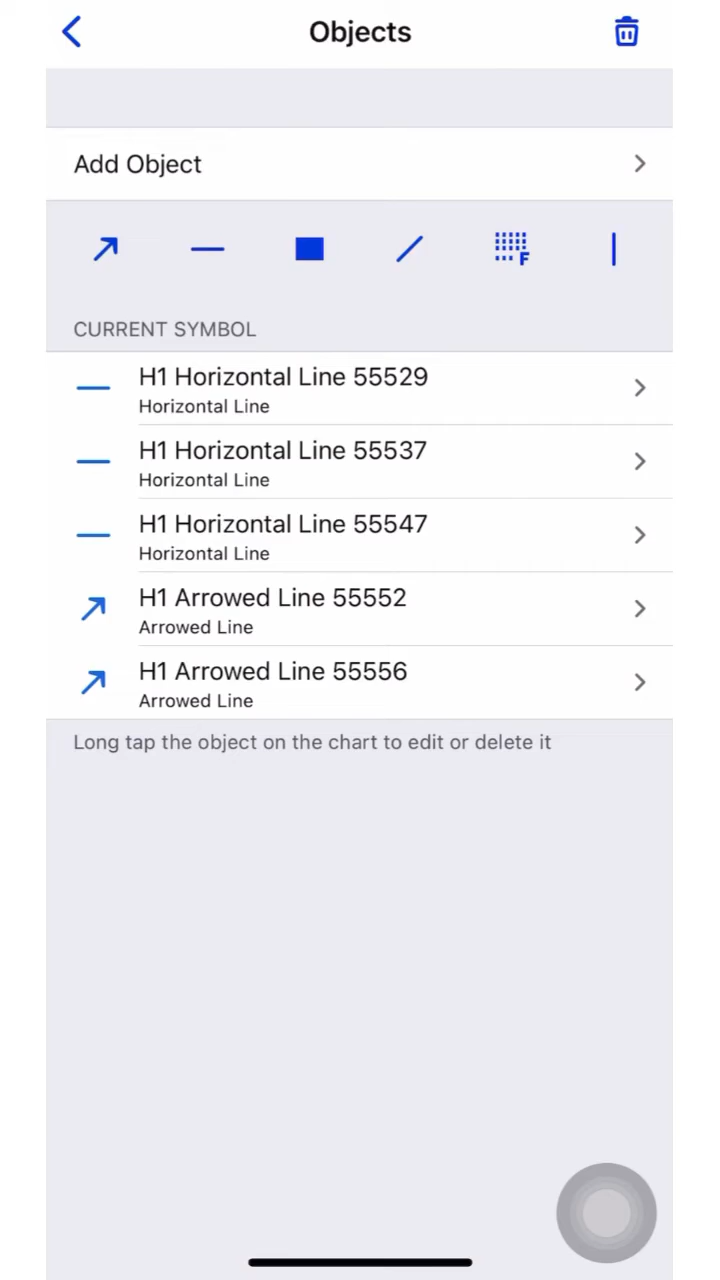 Objects
Add Object
F
CURRENT SYMBOL
H1 Horizontal Line 55529
Horizontal Line
H1 Horizontal Line 55537
Horizontal Line
H1 Horizontal Line 55547
Horizontal Line
H1 Arrowed Line 55552
Arrowed Line
H1 Arrowed Line 55556
Arrowed Line
Long tap the object on the chart to edit or delete it